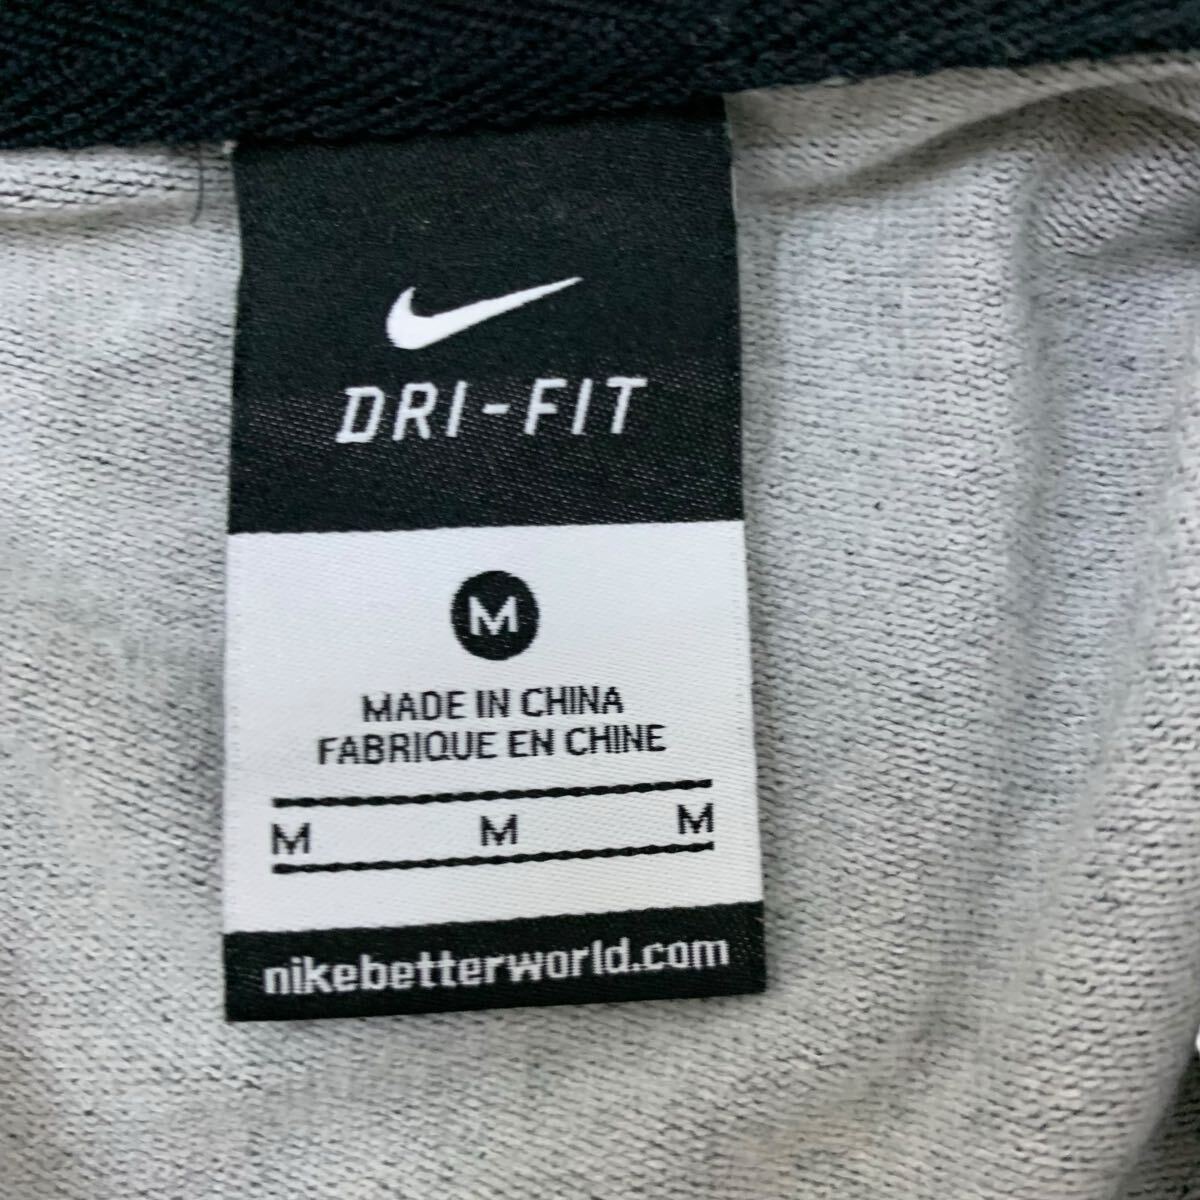 DRI-FIT
M
MADE IN CHINA
FABRIQUE EN CHINE
M M M
nikebetterworld.com